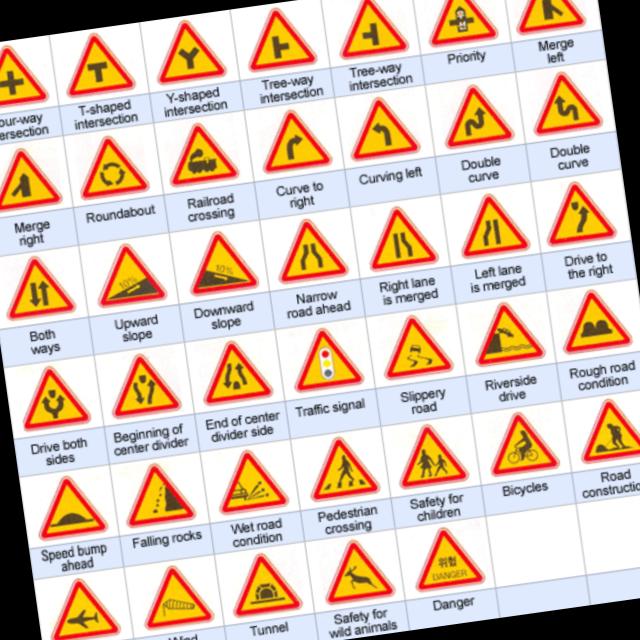 T-shaped
intersection
Y-shaped
intersection
Tree-way
intersection
Tree-way
intersection
Priority
Merge
left
Merge
right
Roundabout
Railroad
crossing
Curve to
right
Curving left
Double
curve
Double
curve
10%
10%
Both
ways
Upward
slope
Downward
slope
Narrow
road ahead
Right lane
is merged
Left lane
is merged
Drive to
the right
Drive both
sides
Beginning of
center divider
End of center
divider side
Traffic signal
Slippery
road
Riverside
drive
Rough road
condition
Speed bump
ahead
Falling rocks
Wet road
condition
Pedestrian
crossing
Safety for
children
Bicycles
Road
위험
DANGER
Tunnel
Safety for
wild animals
Danger